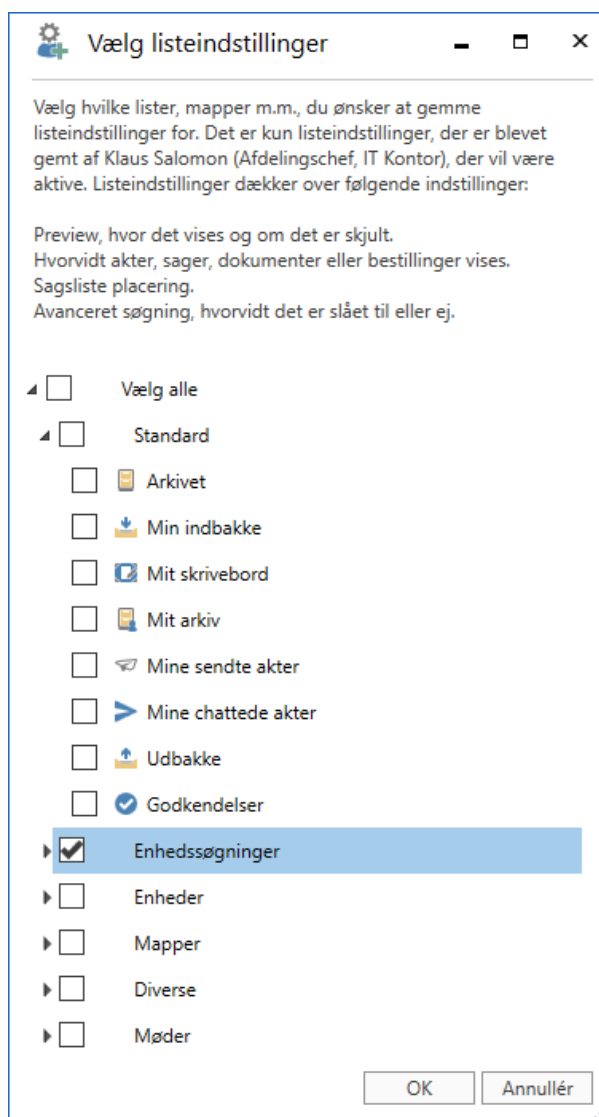 Vælg listeindstillinger
Vælg hvilke lister, mapper m.m., du ønsker at gemme
listeindstillinger for. Det er kun listeindstillinger, der er blevet
gemt af Klaus Salomon (Afdelingschef, IT Kontor), der vil være
aktive. Listeindstillinger dækker over følgende indstillinger:
Preview, hvor det vises og om det er skjult.
Hvorvidt akter, sager, dokumenter eller bestillinger vises.
Sagsliste placering.
Avanceret søgning, hvorvidt det er slået til eller ej.
Vælg alle
Standard
Arkivet
Min indbakke
Mit skrivebord
Mit arkiv
Mine sendte akter
Mine chattede akter
Udbakke
Godkendelser
Enhedssøgninger
Enheder
Mapper
Diverse
Møder
OK Annullér